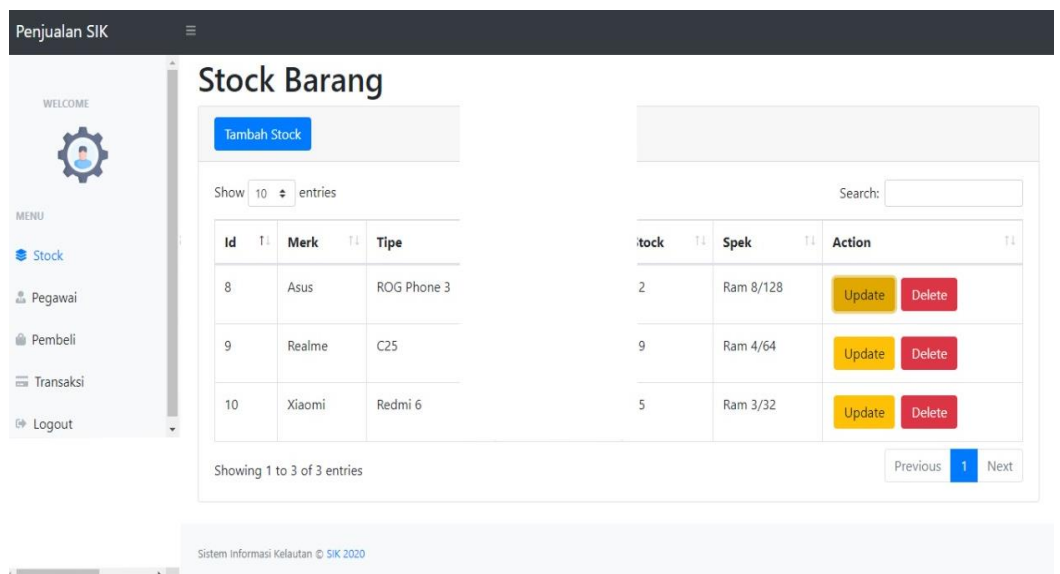 Penjualan SIK
WELCOME
MENU
Stock
Pegawai
Pembeli
Transaksi
Logout
Stock Barang
Tambah Stock
Show 10 entries
Search:
Id Merk Tipe Stock Spek Action
8 Asus ROG Phone 3 2 Ram 8/128 Update Delete
9 Realme C25 9 Ram 4/64 Update Delete
10 Xiaomi Redmi 6 5 Ram 3/32 Update Delete
Showing 1 to 3 of 3 entries
Previous 1 Next
Sistem Informasi Kelautan © SIK 2020